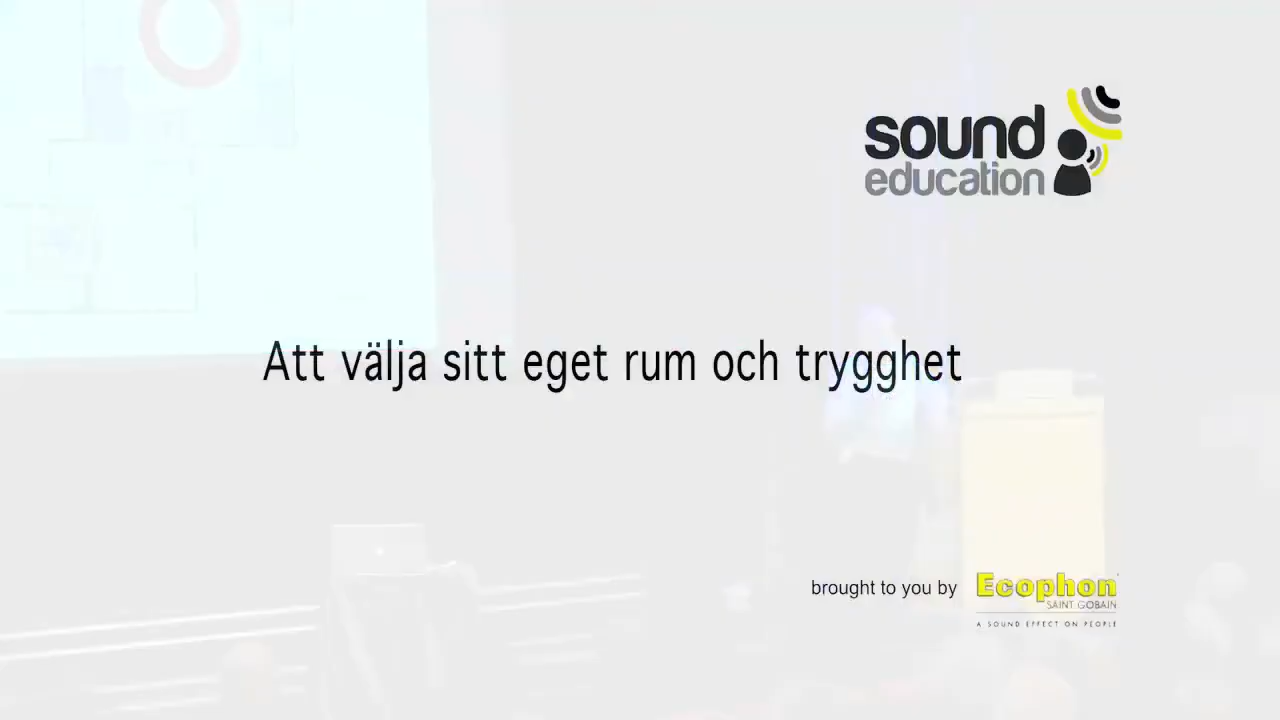 sound
education
Att välja sitt eget rum och trygghet
brought to you by Ecophon
SAINT-GOBAIN
A SOUND EFFECT ON PEOPLE